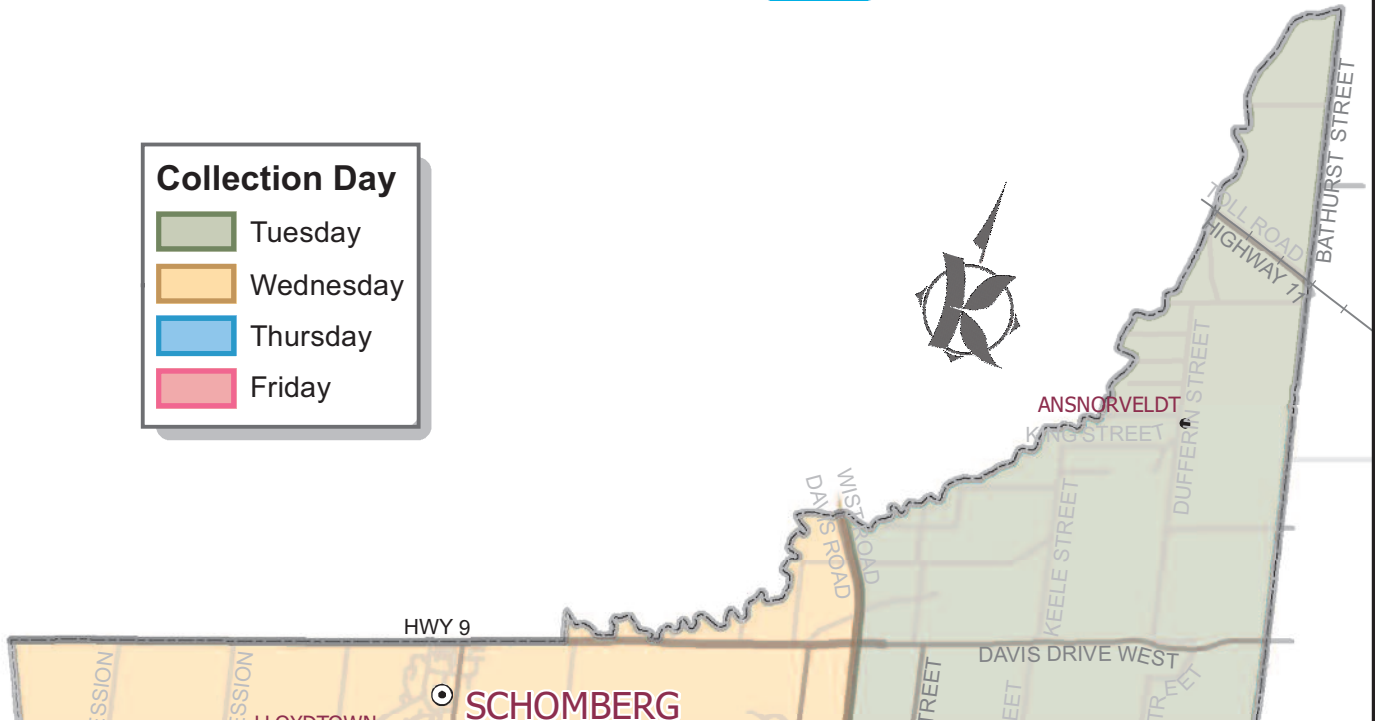 Collection Day
Tuesday
Wednesday
Thursday
Friday
BATHURST STREET
TOLL ROAD
HIGHWAY 11
ANSNORVELDT
KING STREET
DUFFERIN STREET
WIST ROAD
DAVIS ROAD
KEELE STREET
HWY 9
DAVIS DRIVE WEST
SCHOMBERG
LLOYDTOWN